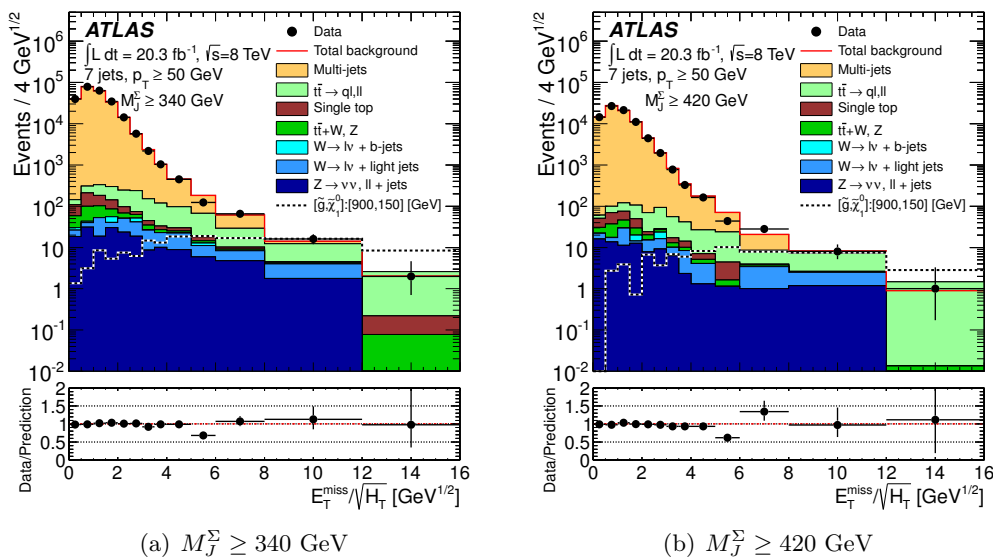 ATLAS
∫L dt = 20.3 fb⁻¹, √s=8 TeV
7 jets, p_T ≥ 50 GeV
M_J^Σ ≥ 340 GeV
Data
Total background
Multi-jets
tt̄ → ql,ll
Single top
tt̄+W, Z
W→lν + b-jets
W→lν + light jets
Z→νν, ll + jets
[g̃,χ̃₁⁰]:[900,150] [GeV]
Events / 4 GeV^1/2
10⁶
10⁵
10⁴
10³
10²
10
1
10⁻¹
10⁻²
Data/Prediction
2
1.5
1
0.5
0
0 2 4 6 8 10 12 14 16
E_T^miss/√H_T [GeV^1/2]
(a) M_J^Σ ≥ 340 GeV
ATLAS
∫L dt = 20.3 fb⁻¹, √s=8 TeV
7 jets, p_T ≥ 50 GeV
M_J^Σ ≥ 420 GeV
Data
Total background
Multi-jets
tt̄ → ql,ll
Single top
tt̄+W, Z
W→lν + b-jets
W→lν + light jets
Z→νν, ll + jets
[g̃,χ̃₁⁰]:[900,150] [GeV]
Events / 4 GeV^1/2
10⁶
10⁵
10⁴
10³
10²
10
1
10⁻¹
10⁻²
Data/Prediction
2
1.5
1
0.5
0
0 2 4 6 8 10 12 14 16
E_T^miss/√H_T [GeV^1/2]
(b) M_J^Σ ≥ 420 GeV